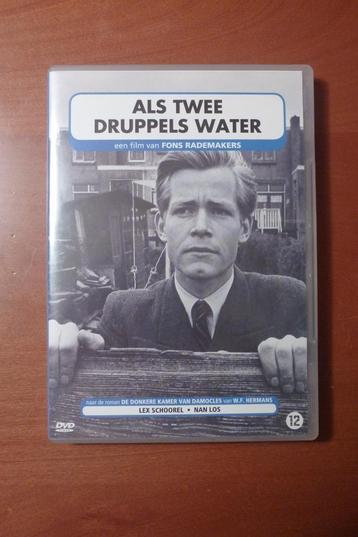 ALS TWEE
DRUPPELS WATER
een film van FONS RADEMAKERS
naar de roman DE DONKERE KAMER VAN DAMOCLES van W.F. HERMANS
LEX SCHOOREL • NAN LOS
DVD
12